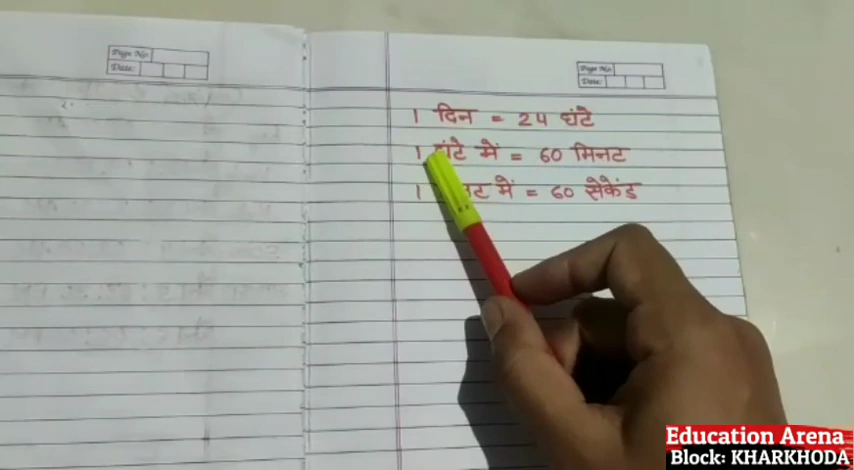 Page No.
Date:
Page No.
Date:
1 दिन = 24 घंटे
1 घंटे में = 60 मिनट
1 में = 60 सेकेंड
Education Arena
Block: KHARKHODA